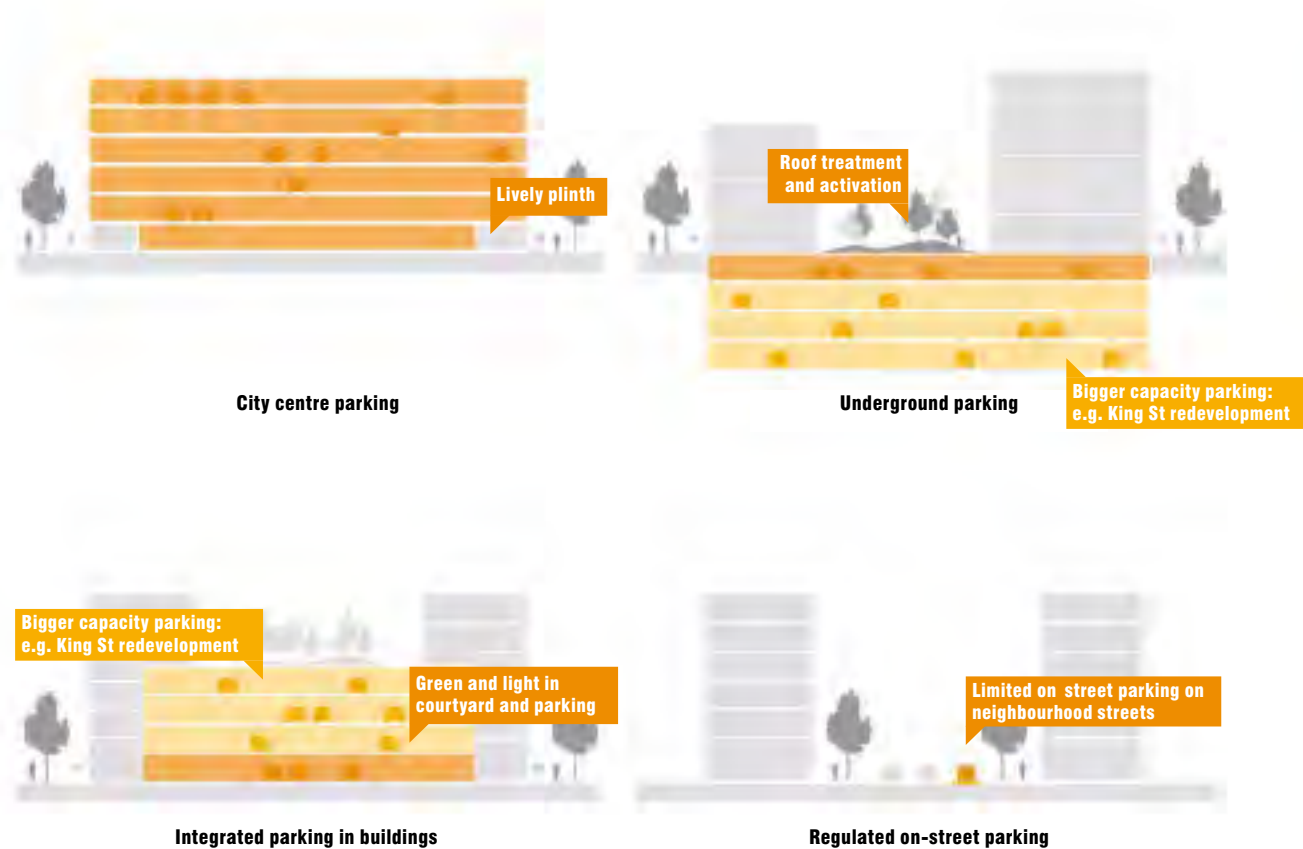 Lively plinth
City centre parking
Roof treatment
and activation
Bigger capacity parking:
e.g. King St redevelopment
Underground parking
Bigger capacity parking:
e.g. King St redevelopment
Green and light in
courtyard and parking
Integrated parking in buildings
Limited on street parking on
neighbourhood streets
Regulated on-street parking